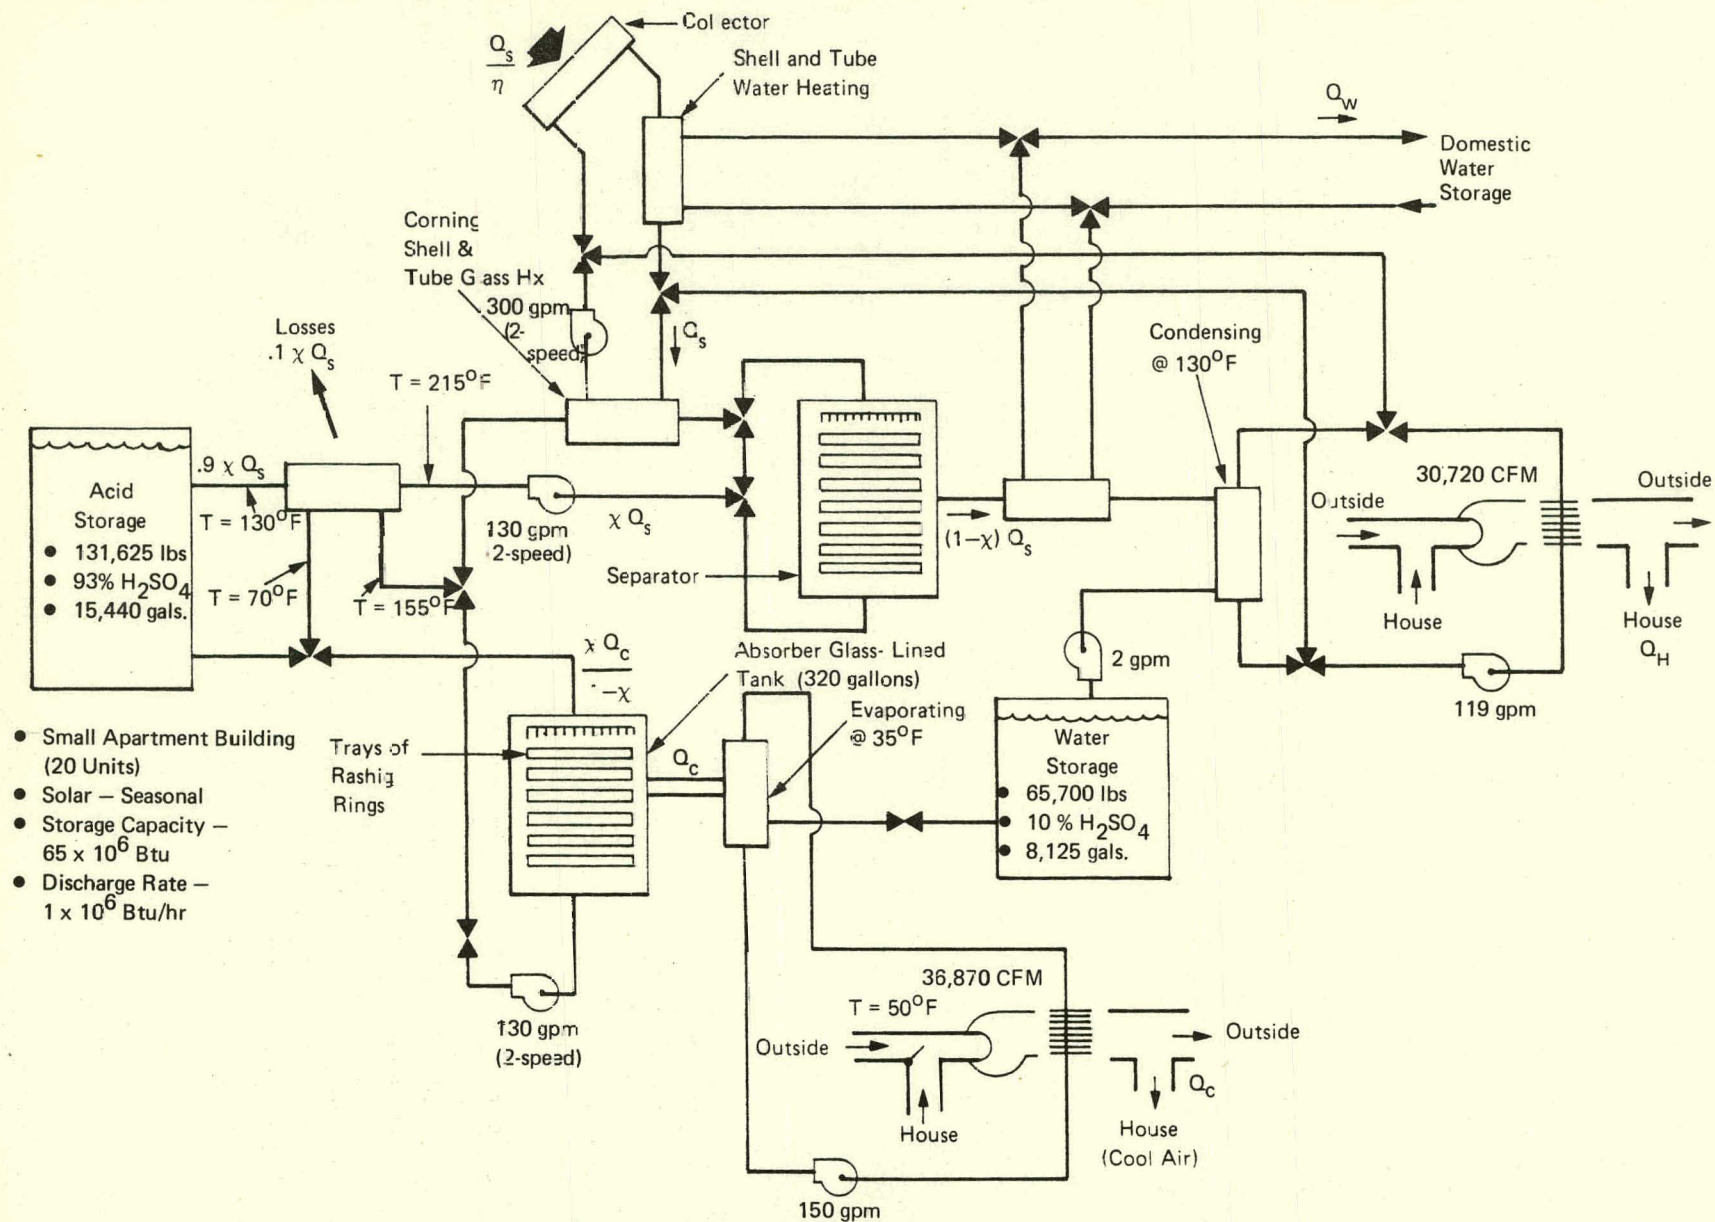 Col ector
Q_s
η
Shell and Tube
Water Heating
Q_w
Domestic
Water
Storage
Corning
Shell &
Tube G ass Hx
300 gpm
(2-
speed)
Q_s
Condensing
@ 130°F
Losses
.1 χ Q_s
T = 215°F
.9 χ Q_s
T = 130°F
Acid
Storage
• 131,625 lbs
• 93% H2SO4
• 15,440 gals.
T = 70°F
T = 155°F
130 gpm
2-speed)
χ Q_s
(1−χ) Q_s
Separator
30,720 CFM
Outside
Outside
House
House
Q_H
2 gpm
119 gpm
• Small Apartment Building
(20 Units)
• Solar – Seasonal
• Storage Capacity –
65 x 10^6 Btu
• Discharge Rate –
1 x 10^6 Btu/hr
χ Q_c
−χ
Absorber Glass- Lined
Tank (320 gallons)
Evaporating
@ 35°F
Trays of
Rashig
Rings
Q_c
Water
Storage
• 65,700 lbs
• 10 % H2SO4
• 8,125 gals.
130 gpm
(2-speed)
36,870 CFM
T = 50°F
Outside
Outside
Q_c
House
House
(Cool Air)
150 gpm